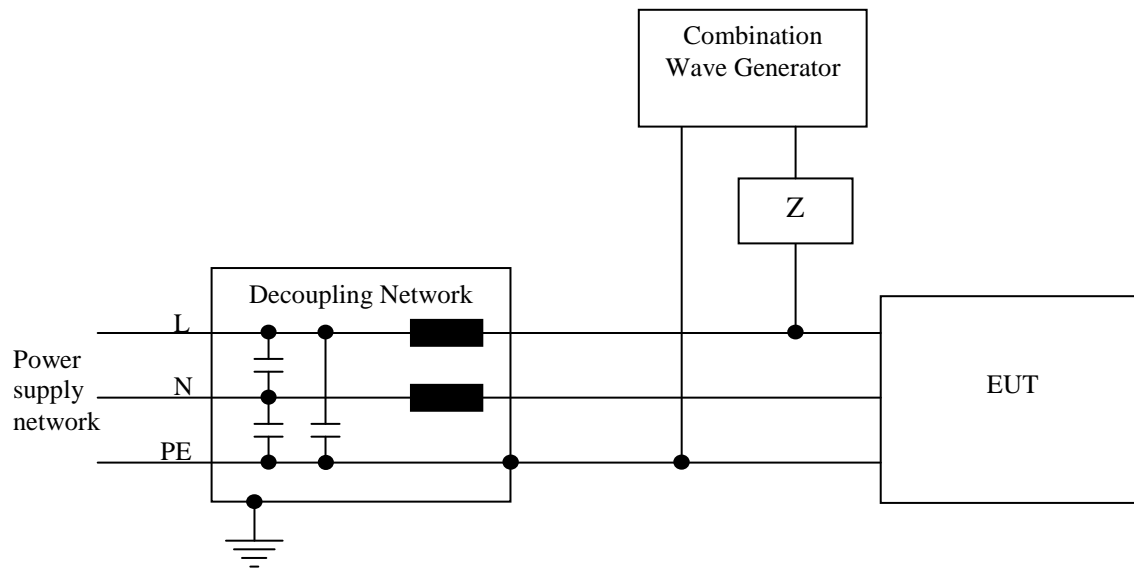 Combination
Wave Generator
Z
Decoupling Network
L
Power
supply
network
N
PE
EUT